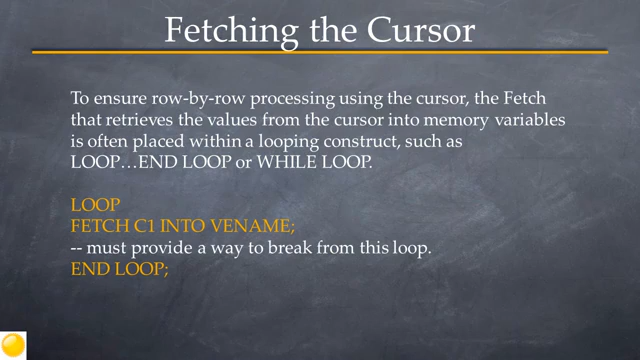 Fetching the Cursor
To ensure row-by-row processing using the cursor, the Fetch
that retrieves the values from the cursor into memory variables
is often placed within a looping construct, such as
LOOP…END LOOP or WHILE LOOP.
LOOP
FETCH C1 INTO VENAME;
-- must provide a way to break from this loop.
END LOOP;